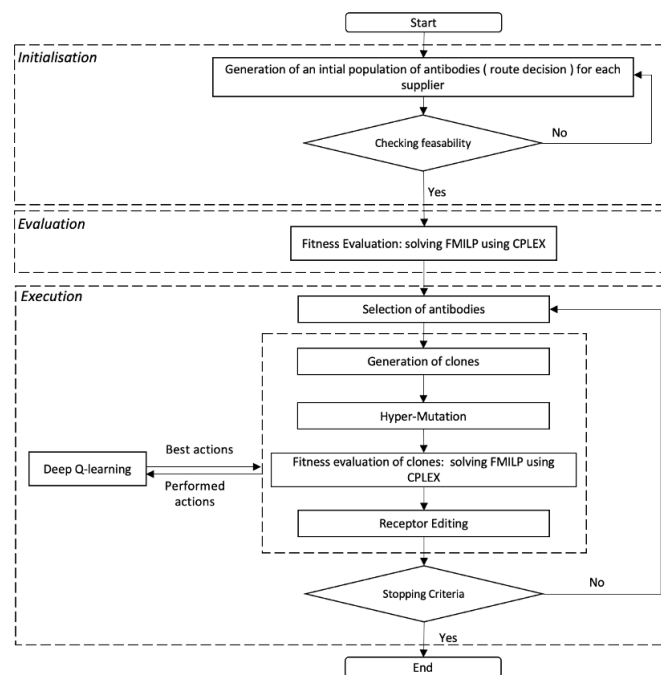 Start
Initialisation
Generation of an intial population of antibodies ( route decision ) for each
supplier
Checking feasability
No
Yes
Evaluation
Fitness Evaluation: solving FMILP using CPLEX
Execution
Selection of antibodies
Generation of clones
Hyper-Mutation
Best actions
Deep Q-learning
Performed
actions
Fitness evaluation of clones: solving FMILP using
CPLEX
Receptor Editing
Stopping Criteria
No
Yes
End